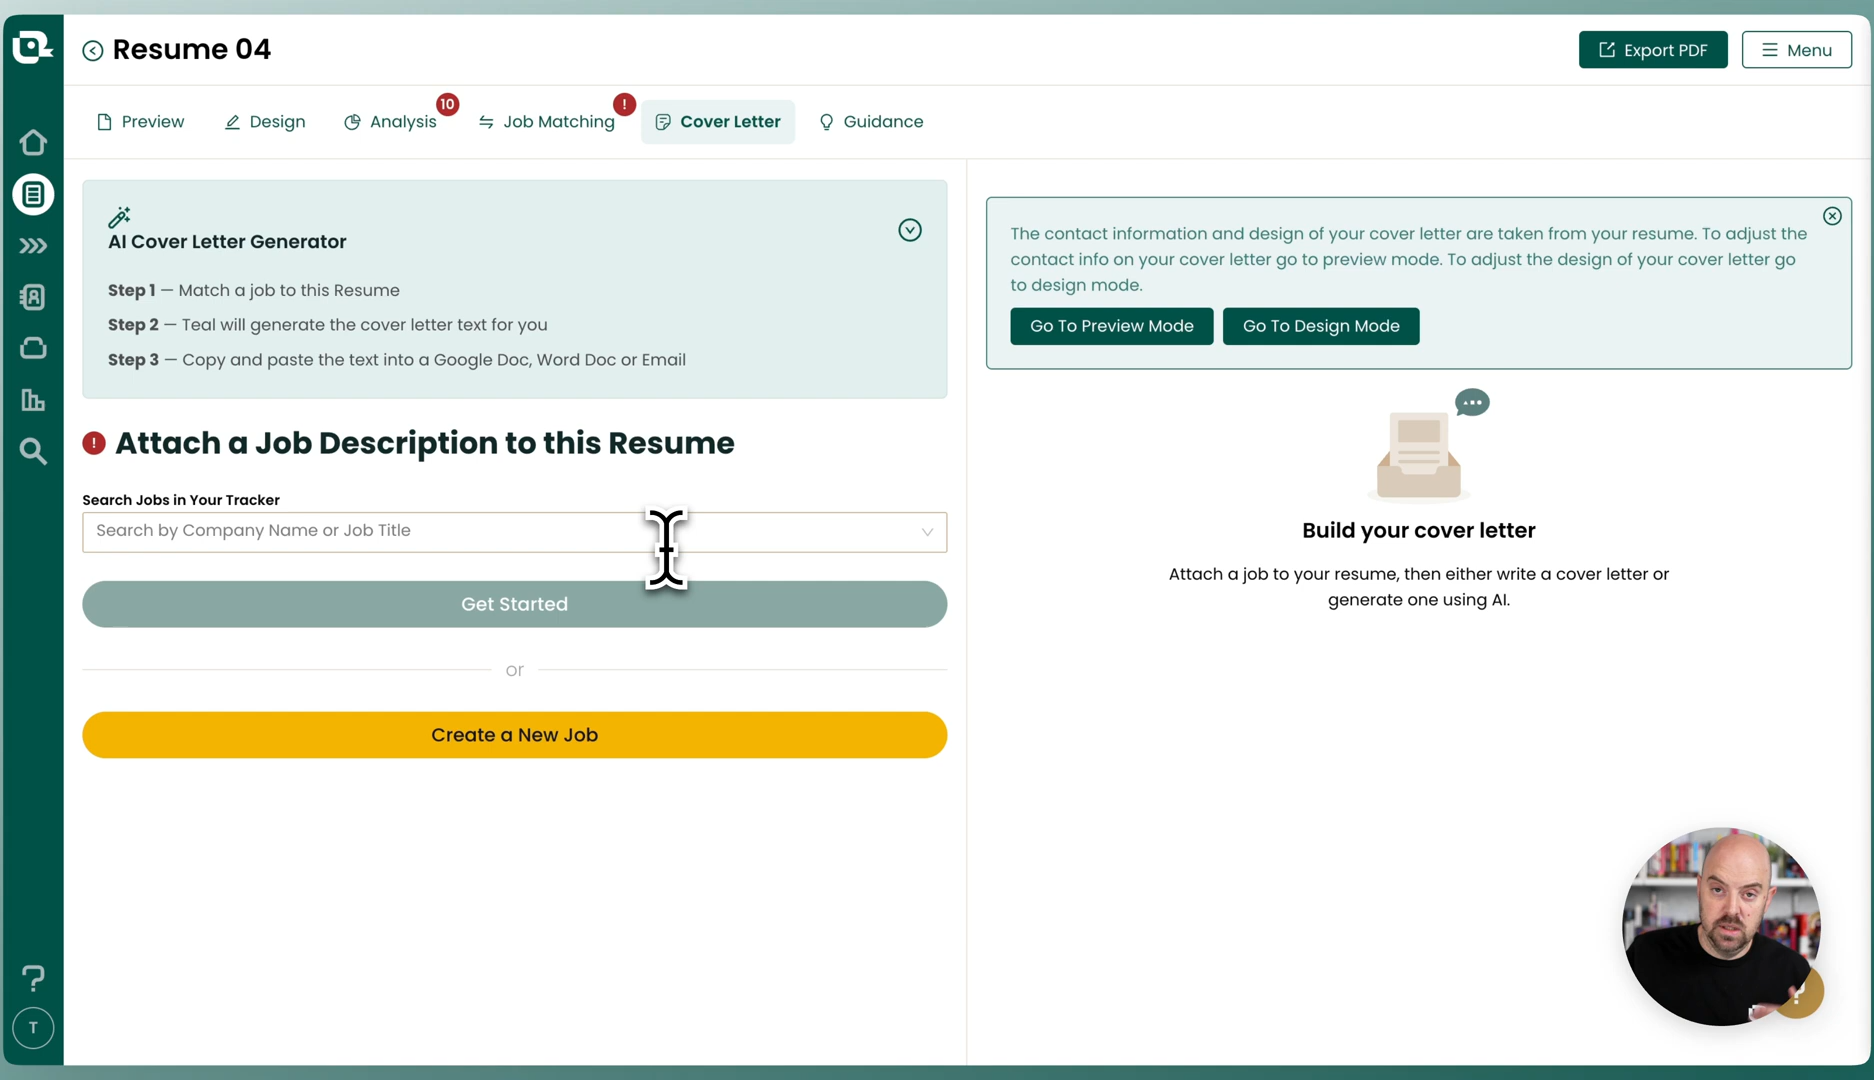 Resume 04
Export PDF
Menu
Preview
Design
Analysis
10
Job Matching
!
Cover Letter
Guidance
AI Cover Letter Generator
Step 1 — Match a job to this Resume
Step 2 — Teal will generate the cover letter text for you
Step 3 — Copy and paste the text into a Google Doc, Word Doc or Email
! Attach a Job Description to this Resume
Search Jobs in Your Tracker
Search by Company Name or Job Title
Get Started
or
Create a New Job
The contact information and design of your cover letter are taken from your resume. To adjust the
contact info on your cover letter go to preview mode. To adjust the design of your cover letter go
to design mode.
Go To Preview Mode
Go To Design Mode
Build your cover letter
Attach a job to your resume, then either write a cover letter or
generate one using AI.
?
?
T